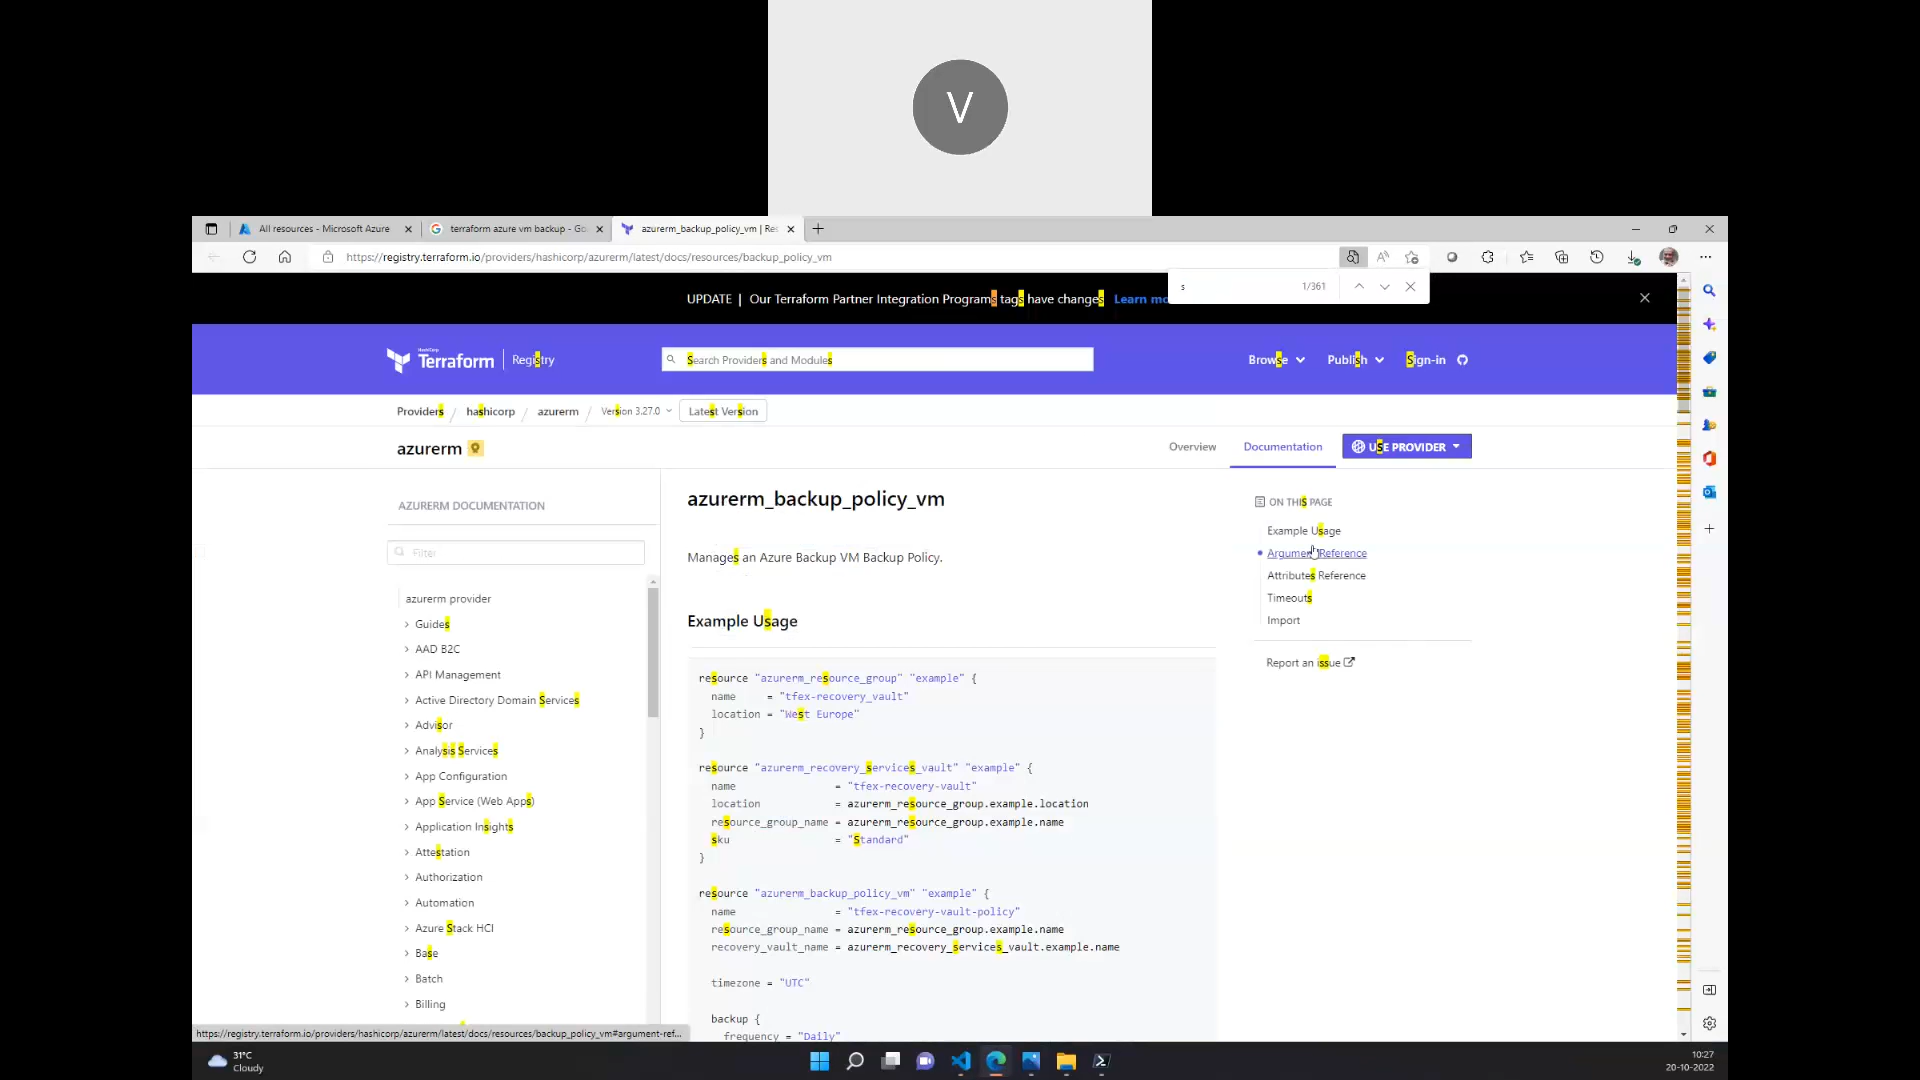 V
All resources - Microsoft Azure
terraform azure vm backup - Go
azurerm_backup_policy_vm | Re
https://registry.terraform.io/providers/hashicorp/azurerm/latest/docs/resources/backup_policy_vm
s
1/361
UPDATE | Our Terraform Partner Integration Programs tags have changes Learn mo
HashiCorp
Terraform
Registry
Search Providers and Modules
Browse
Publish
Sign-in
Providers / hashicorp / azurerm / Version 3.27.0
Latest Version
azurerm
Overview
Documentation
USE PROVIDER
AZURERM DOCUMENTATION
Filter
azurerm provider
Guides
AAD B2C
API Management
Active Directory Domain Services
Advisor
Analysis Services
App Configuration
App Service (Web Apps)
Application Insights
Attestation
Authorization
Automation
Azure Stack HCI
Base
Batch
Billing
azurerm_backup_policy_vm
Manages an Azure Backup VM Backup Policy.
Example Usage
resource "azurerm_resource_group" "example" {
name = "tfex-recovery_vault"
location = "West Europe"
}
resource "azurerm_recovery_services_vault" "example" {
name = "tfex-recovery-vault"
location = azurerm_resource_group.example.location
resource_group_name = azurerm_resource_group.example.name
sku = "Standard"
}
resource "azurerm_backup_policy_vm" "example" {
name = "tfex-recovery-vault-policy"
resource_group_name = azurerm_resource_group.example.name
recovery_vault_name = azurerm_recovery_services_vault.example.name
timezone = "UTC"
backup {
frequency = "Daily"
ON THIS PAGE
Example Usage
Argument Reference
Attributes Reference
Timeouts
Import
Report an issue
https://registry.terraform.io/providers/hashicorp/azurerm/latest/docs/resources/backup_policy_vm#argument-ref...
31°C
Cloudy
10:27
20-10-2022